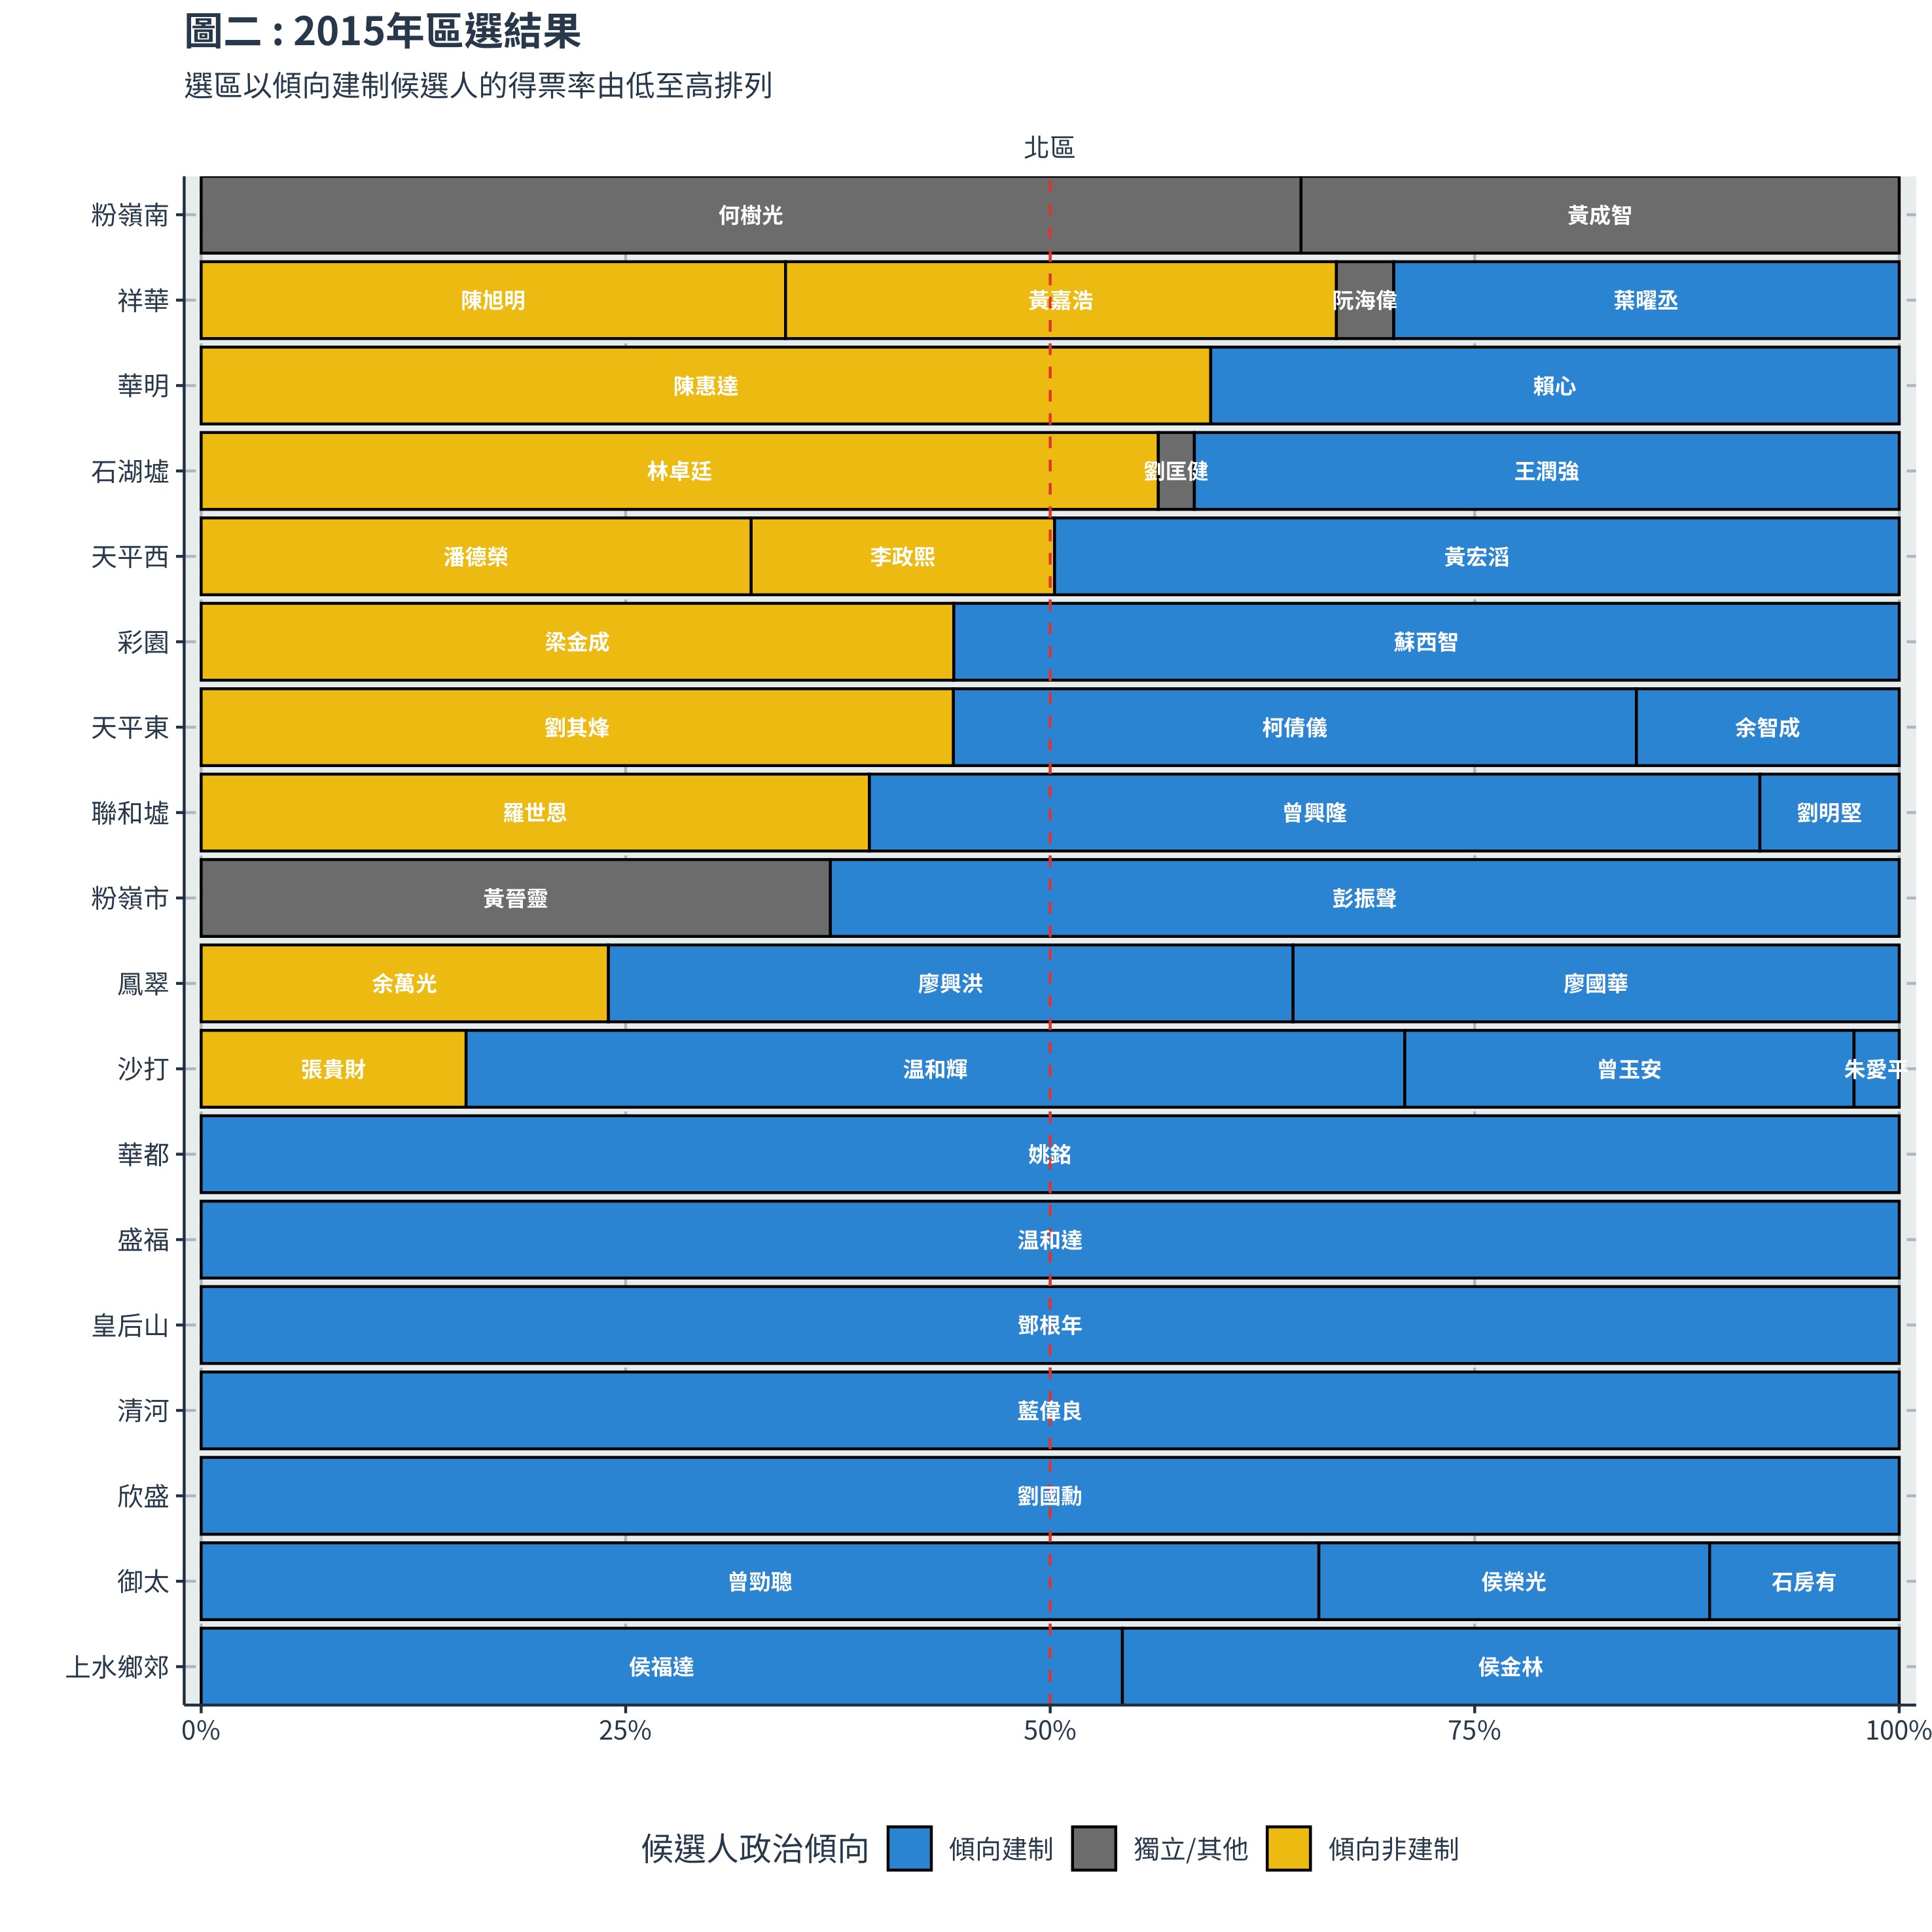 圖二 : 2015年區選結果
選區以傾向建制候選人的得票率由低至高排列
北區
粉嶺南 何樹光 黃成智
祥華 陳旭明 黃嘉浩 阮海偉 葉曜丞
華明 陳惠達 賴心
石湖墟 林卓廷 劉匡健 王潤強
天平西 潘德榮 李政熙 黃宏滔
彩園 梁金成 蘇西智
天平東 劉其烽 柯倩儀 余智成
聯和墟 羅世恩 曾興隆 劉明堅
粉嶺市 黃晉靈 彭振聲
鳳翠 余萬光 廖興洪 廖國華
沙打 張貴財 温和輝 曾玉安 朱愛平
華都 姚銘
盛福 温和達
皇后山 鄧根年
清河 藍偉良
欣盛 劉國勳
御太 曾勁聰 侯榮光 石房有
上水鄉郊 侯福達 侯金林
0% 25% 50% 75% 100%
候選人政治傾向 傾向建制 獨立/其他 傾向非建制